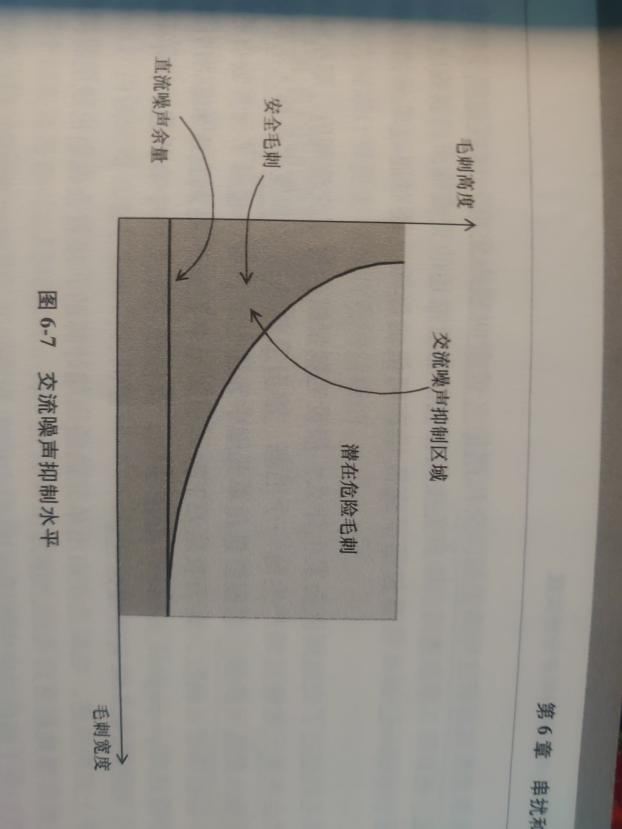 第 6 章 串扰和
毛刺高度
交流噪声抑制区域
安全毛刺
潜在危险毛刺
直流噪声余量
毛刺宽度
图 6-7 交流噪声抑制水平